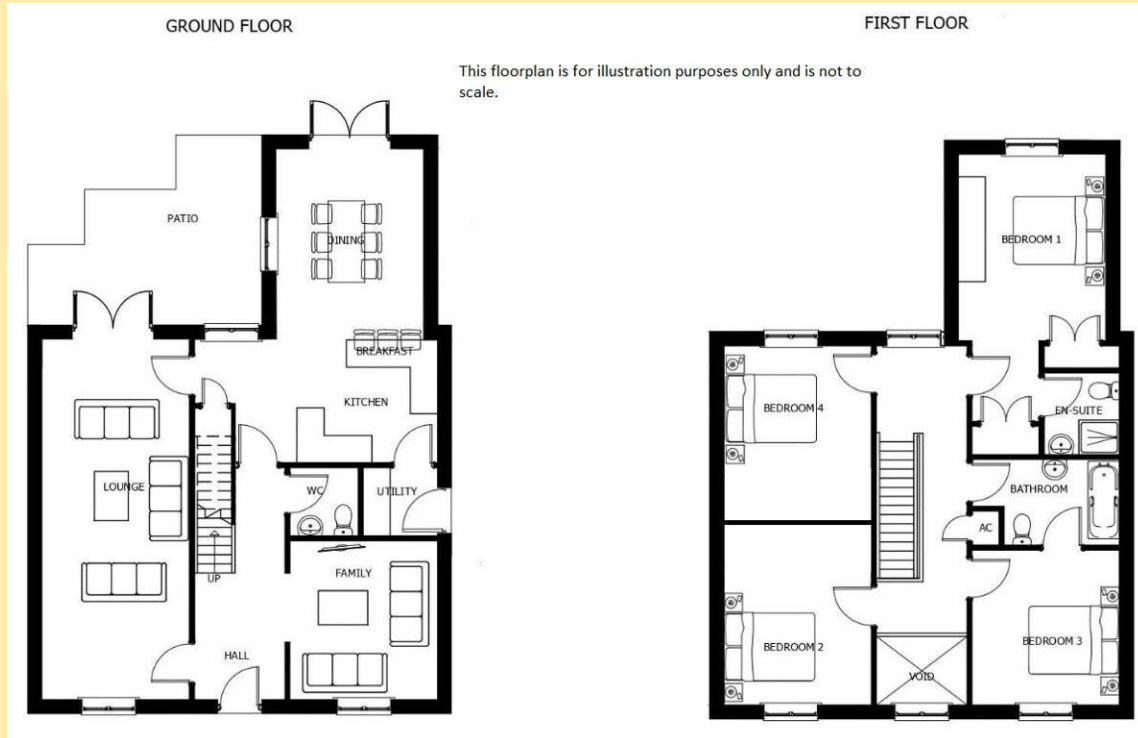 GROUND FLOOR
FIRST FLOOR
This floorplan is for illustration purposes only and is not to
scale.
PATIO
DINING
BREAKFAST
KITCHEN
LOUNGE
WC
UTILITY
UP
FAMILY
HALL
BEDROOM 1
BEDROOM 4
EN-SUITE
BATHROOM
AC
BEDROOM 2
BEDROOM 3
VOID